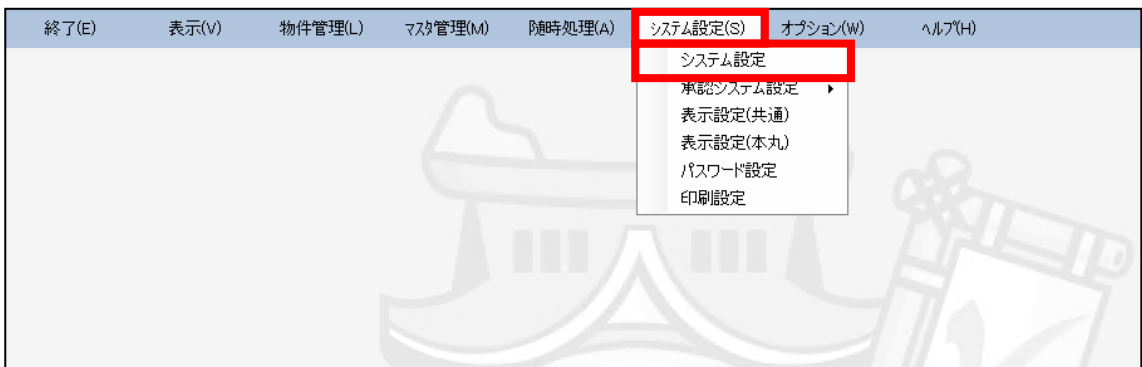 終了(E) 表示(V) 物件管理(L) マスタ管理(M) 随時処理(A) システム設定(S) オプション(W) ヘルプ(H)
システム設定
承認システム設定
表示設定(共通)
表示設定(本丸)
パスワード設定
印刷設定